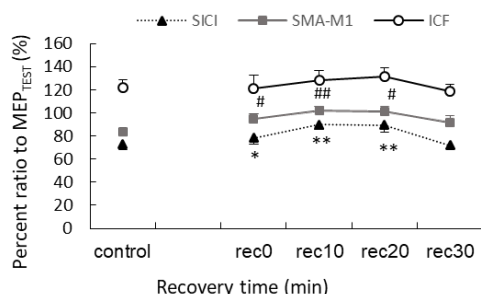 SICI SMA-M1 ICF
Percent ratio to MEPTEST (%)
160
140
120
100
80
60
40
20
0
# ## #
* ** **
control rec0 rec10 rec20 rec30
Recovery time (min)